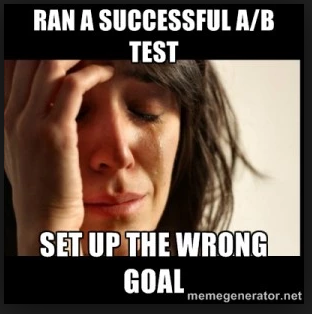 RAN A SUCCESSFUL A/B
TEST
SET UP THE WRONG
GOAL
memegenerator.net